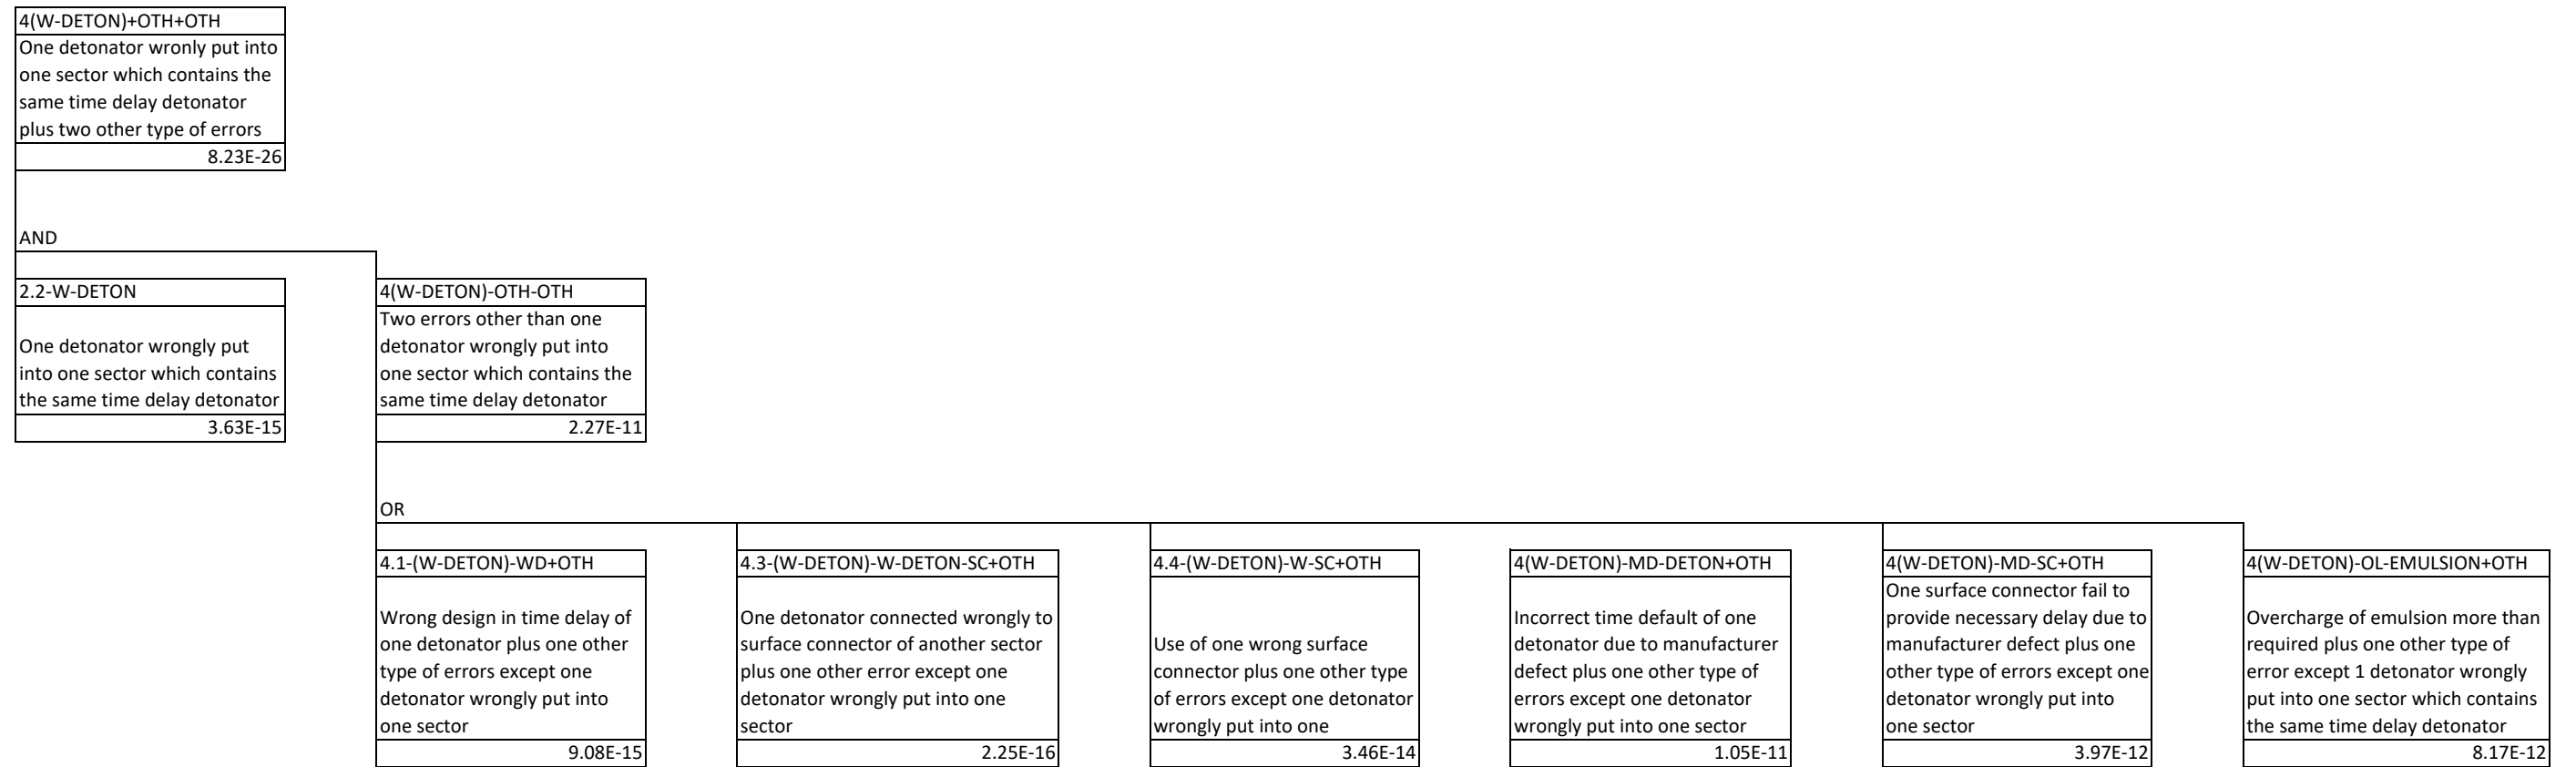 4(W-DETON)+OTH+OTH
One detonator wronly put into
one sector which contains the
same time delay detonator
plus two other type of errors
8.23E-26
AND
2.2-W-DETON
One detonator wrongly put
into one sector which contains
the same time delay detonator
3.63E-15
4(W-DETON)-OTH-OTH
Two errors other than one
detonator wrongly put into
one sector which contains the
same time delay detonator
2.27E-11
OR
4.1-(W-DETON)-WD+OTH
Wrong design in time delay of
one detonator plus one other
type of errors except one
detonator wrongly put into
one sector
9.08E-15
4.3-(W-DETON)-W-DETON-SC+OTH
One detonator connected wrongly to
surface connector of another sector
plus one other error except one
detonator wrongly put into one
sector
2.25E-16
4.4-(W-DETON)-W-SC+OTH
Use of one wrong surface
connector plus one other type
of errors except one detonator
wrongly put into one
3.46E-14
4(W-DETON)-MD-DETON+OTH
Incorrect time default of one
detonator due to manufacturer
defect plus one other type of
errors except one detonator
wrongly put into one sector
1.05E-11
4(W-DETON)-MD-SC+OTH
One surface connector fail to
provide necessary delay due to
manufacturer defect plus one
other type of errors except one
detonator wrongly put into
one sector
3.97E-12
4(W-DETON)-OL-EMULSION+OTH
Overcharge of emulsion more than
required plus one other type of
error except 1 detonator wrongly
put into one sector which contains
the same time delay detonator
8.17E-12